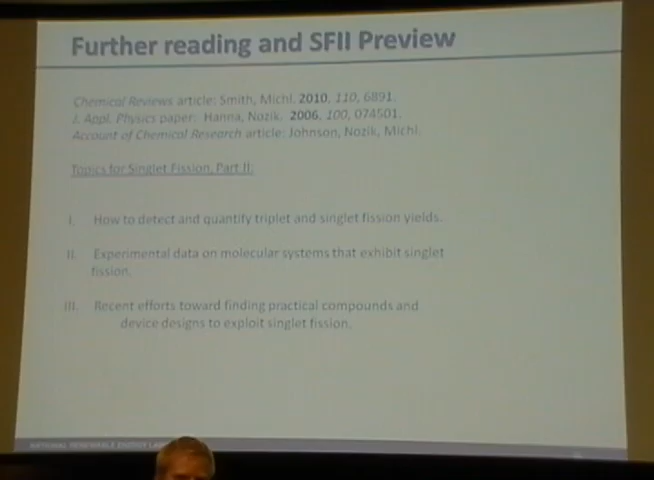 Further reading and SFII Preview
Chemical Reviews article: Smith, Michl. 2010, 110, 6891.
J. Appl. Physics paper: Hanna, Nozik. 2006, 100, 074501.
Account of Chemical Research article: Johnson, Nozik, Michl.
Topics for Singlet Fission, Part II:
I. How to detect and quantify triplet and singlet fission yields.
II. Experimental data on molecular systems that exhibit singlet
fission.
III. Recent efforts toward finding practical compounds and
device designs to exploit singlet fission.
NATIONAL RENEWABLE ENERGY